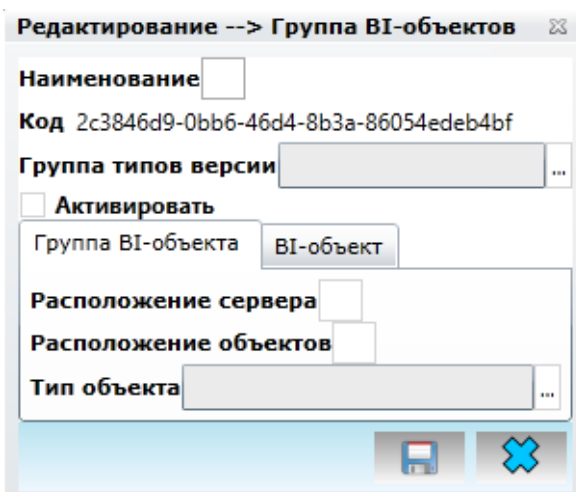 Редактирование --> Группа BI-объектов
Наименование
Код 2c3846d9-0bb6-46d4-8b3a-86054edeb4bf
Группа типов версии ...
Активировать
Группа BI-объекта BI-объект
Расположение сервера
Расположение объектов
Тип объекта ...